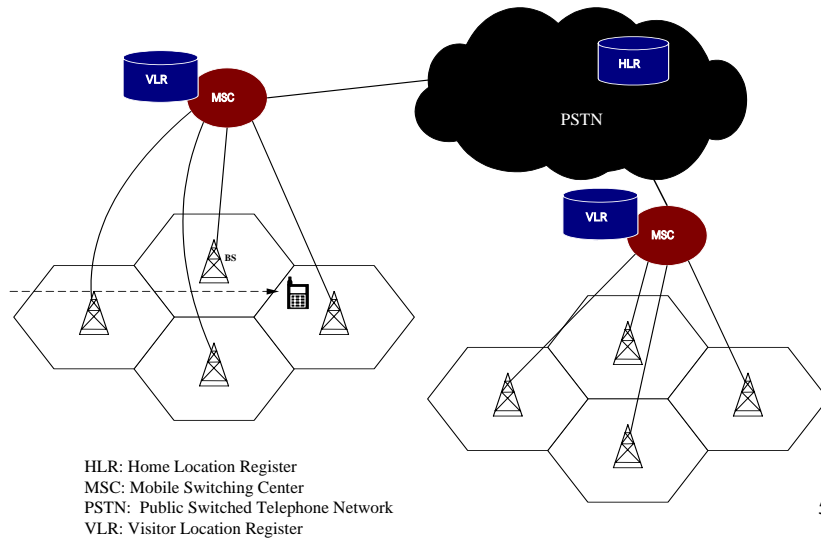 VLR
MSC
HLR
PSTN
VLR
MSC
BS
HLR: Home Location Register
MSC: Mobile Switching Center
PSTN:  Public Switched Telephone Network
VLR: Visitor Location Register
5